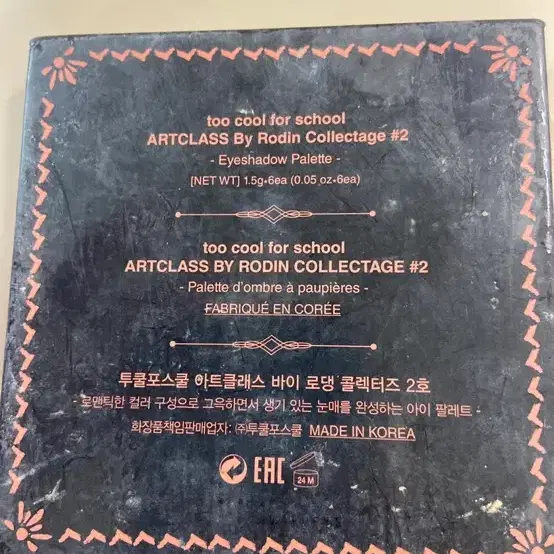 too cool for school
ARTCLASS By Rodin Collectage #2
- Eyeshadow Palette -
[NET WT] 1.5g•6ea (0.05 oz•6ea)
too cool for school
ARTCLASS BY RODIN COLLECTAGE #2
- Palette d'ombre à paupières -
FABRIQUÉ EN CORÉE
투쿨포스쿨 아트클래스 바이 로댕 콜렉터즈 2호
- 로맨틱한 컬러 구성으로 그윽하면서 생기 있는 눈매를 완성하는 아이 팔레트 -
화장품책임판매업자: ㈜투쿨포스쿨 MADE IN KOREA
EAC 24 M